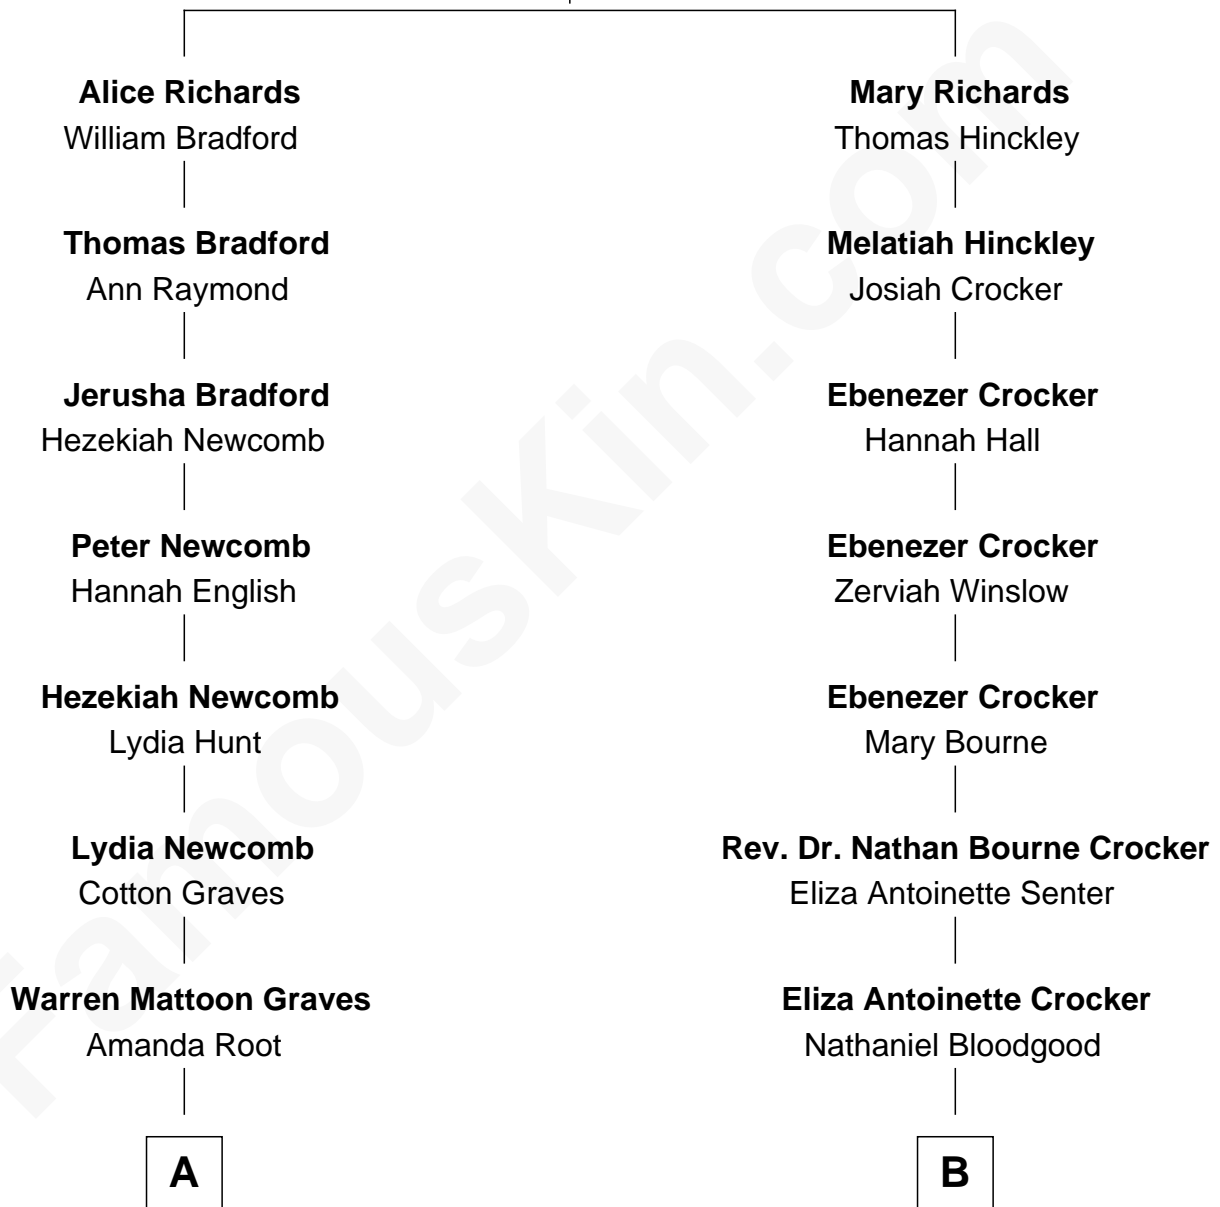 Alice Richards
William Bradford
Thomas Bradford
Ann Raymond
Jerusha Bradford
Hezekiah Newcomb
Peter Newcomb
Hannah English
Hezekiah Newcomb
Lydia Hunt
Lydia Newcomb
Cotton Graves
Warren Mattoon Graves
Amanda Root
A
Mary Richards
Thomas Hinckley
Melatiah Hinckley
Josiah Crocker
Ebenezer Crocker
Hannah Hall
Ebenezer Crocker
Zerviah Winslow
Ebenezer Crocker
Mary Bourne
Rev. Dr. Nathan Bourne Crocker
Eliza Antoinette Senter
Eliza Antoinette Crocker
Nathaniel Bloodgood
B
FamousKin.com